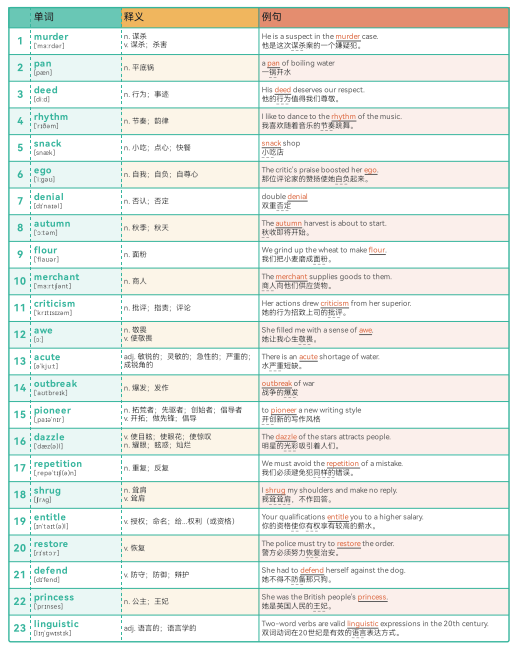 单词 释义 例句
1 murder n. 谋杀 He is a suspect in the murder case.
[ˈmɜːrdər] v. 谋杀；杀害 他是这次谋杀案的一个嫌疑犯。
2 pan n. 平底锅 a pan of boiling water
[pæn] 一锅开水
3 deed n. 行为；事迹 His deed deserves our respect.
[diːd] 他的行为值得我们尊敬。
4 rhythm n. 节奏；韵律 I like to dance to the rhythm of the music.
[ˈrɪðəm] 我喜欢随着音乐的节奏跳舞。
5 snack n. 小吃；点心；快餐 snack shop
[snæk] 小吃店
6 ego n. 自我；自负；自尊心 The critic's praise boosted her ego.
[ˈiːɡəʊ] 那位评论家的赞扬使她自负起来。
7 denial n. 否认；否定 double denial
[dɪˈnaɪəl] 双重否定
8 autumn n. 秋季；秋天 The autumn harvest is about to start.
[ˈɔːtəm] 秋收即将开始。
9 flour n. 面粉 We grind up the wheat to make flour.
[ˈflaʊər] 我们把小麦磨成面粉。
10 merchant n. 商人 The merchant supplies goods to them.
[ˈmɜːrtʃənt] 商人向他们供应货物。
11 criticism n. 批评；指责；评论 Her actions drew criticism from her superior.
[ˈkrɪtɪsɪzəm] 她的行为招致上司的批评。
12 awe n. 敬畏 She filled me with a sense of awe.
[ɔː] v. 使敬畏 她让我心生敬畏。
13 acute adj. 敏锐的；灵敏的；急性的；严重的； There is an acute shortage of water.
[əˈkjuːt] 成锐角的 水严重短缺。
14 outbreak n. 爆发；发作 outbreak of war
[ˈaʊtbreɪk] 战争的爆发
15 pioneer n. 拓荒者；先驱者；创始者；倡导者 to pioneer a new writing style
[ˌpaɪəˈnɪr] v. 开拓；做先锋；倡导 开创新的写作风格
16 dazzle v. 使目眩；使眼花；使惊叹 The dazzle of the stars attracts people.
[ˈdæz(ə)l] n. 耀眼；眩惑；灿烂 明星的光彩吸引着人们。
17 repetition n. 重复；反复 We must avoid the repetition of a mistake.
[ˌrepəˈtɪʃ(ə)n] 我们必须避免犯同样的错误。
18 shrug n. 耸肩 I shrug my shoulders and make no reply.
[ʃrʌɡ] v. 耸肩 我耸耸肩，不作回答。
19 entitle v. 授权；命名；给…权利（或资格） Your qualifications entitle you to a higher salary.
[ɪnˈtaɪt(ə)l] 你的资格使你有权享有较高的薪水。
20 restore v. 恢复 The police must try to restore the order.
[rɪˈstɔːr] 警方必须努力恢复治安。
21 defend v. 防守；防御；辩护 She had to defend herself against the dog.
[dɪˈfend] 她不得不防备那只狗。
22 princess n. 公主；王妃 She was the British people's princess.
[ˈprɪnses] 她是英国人民的王妃。
23 linguistic adj. 语言的；语言学的 Two-word verbs are valid linguistic expressions in the 20th century.
[lɪŋˈɡwɪstɪk] 双词动词在20世纪是有效的语言表达方式。